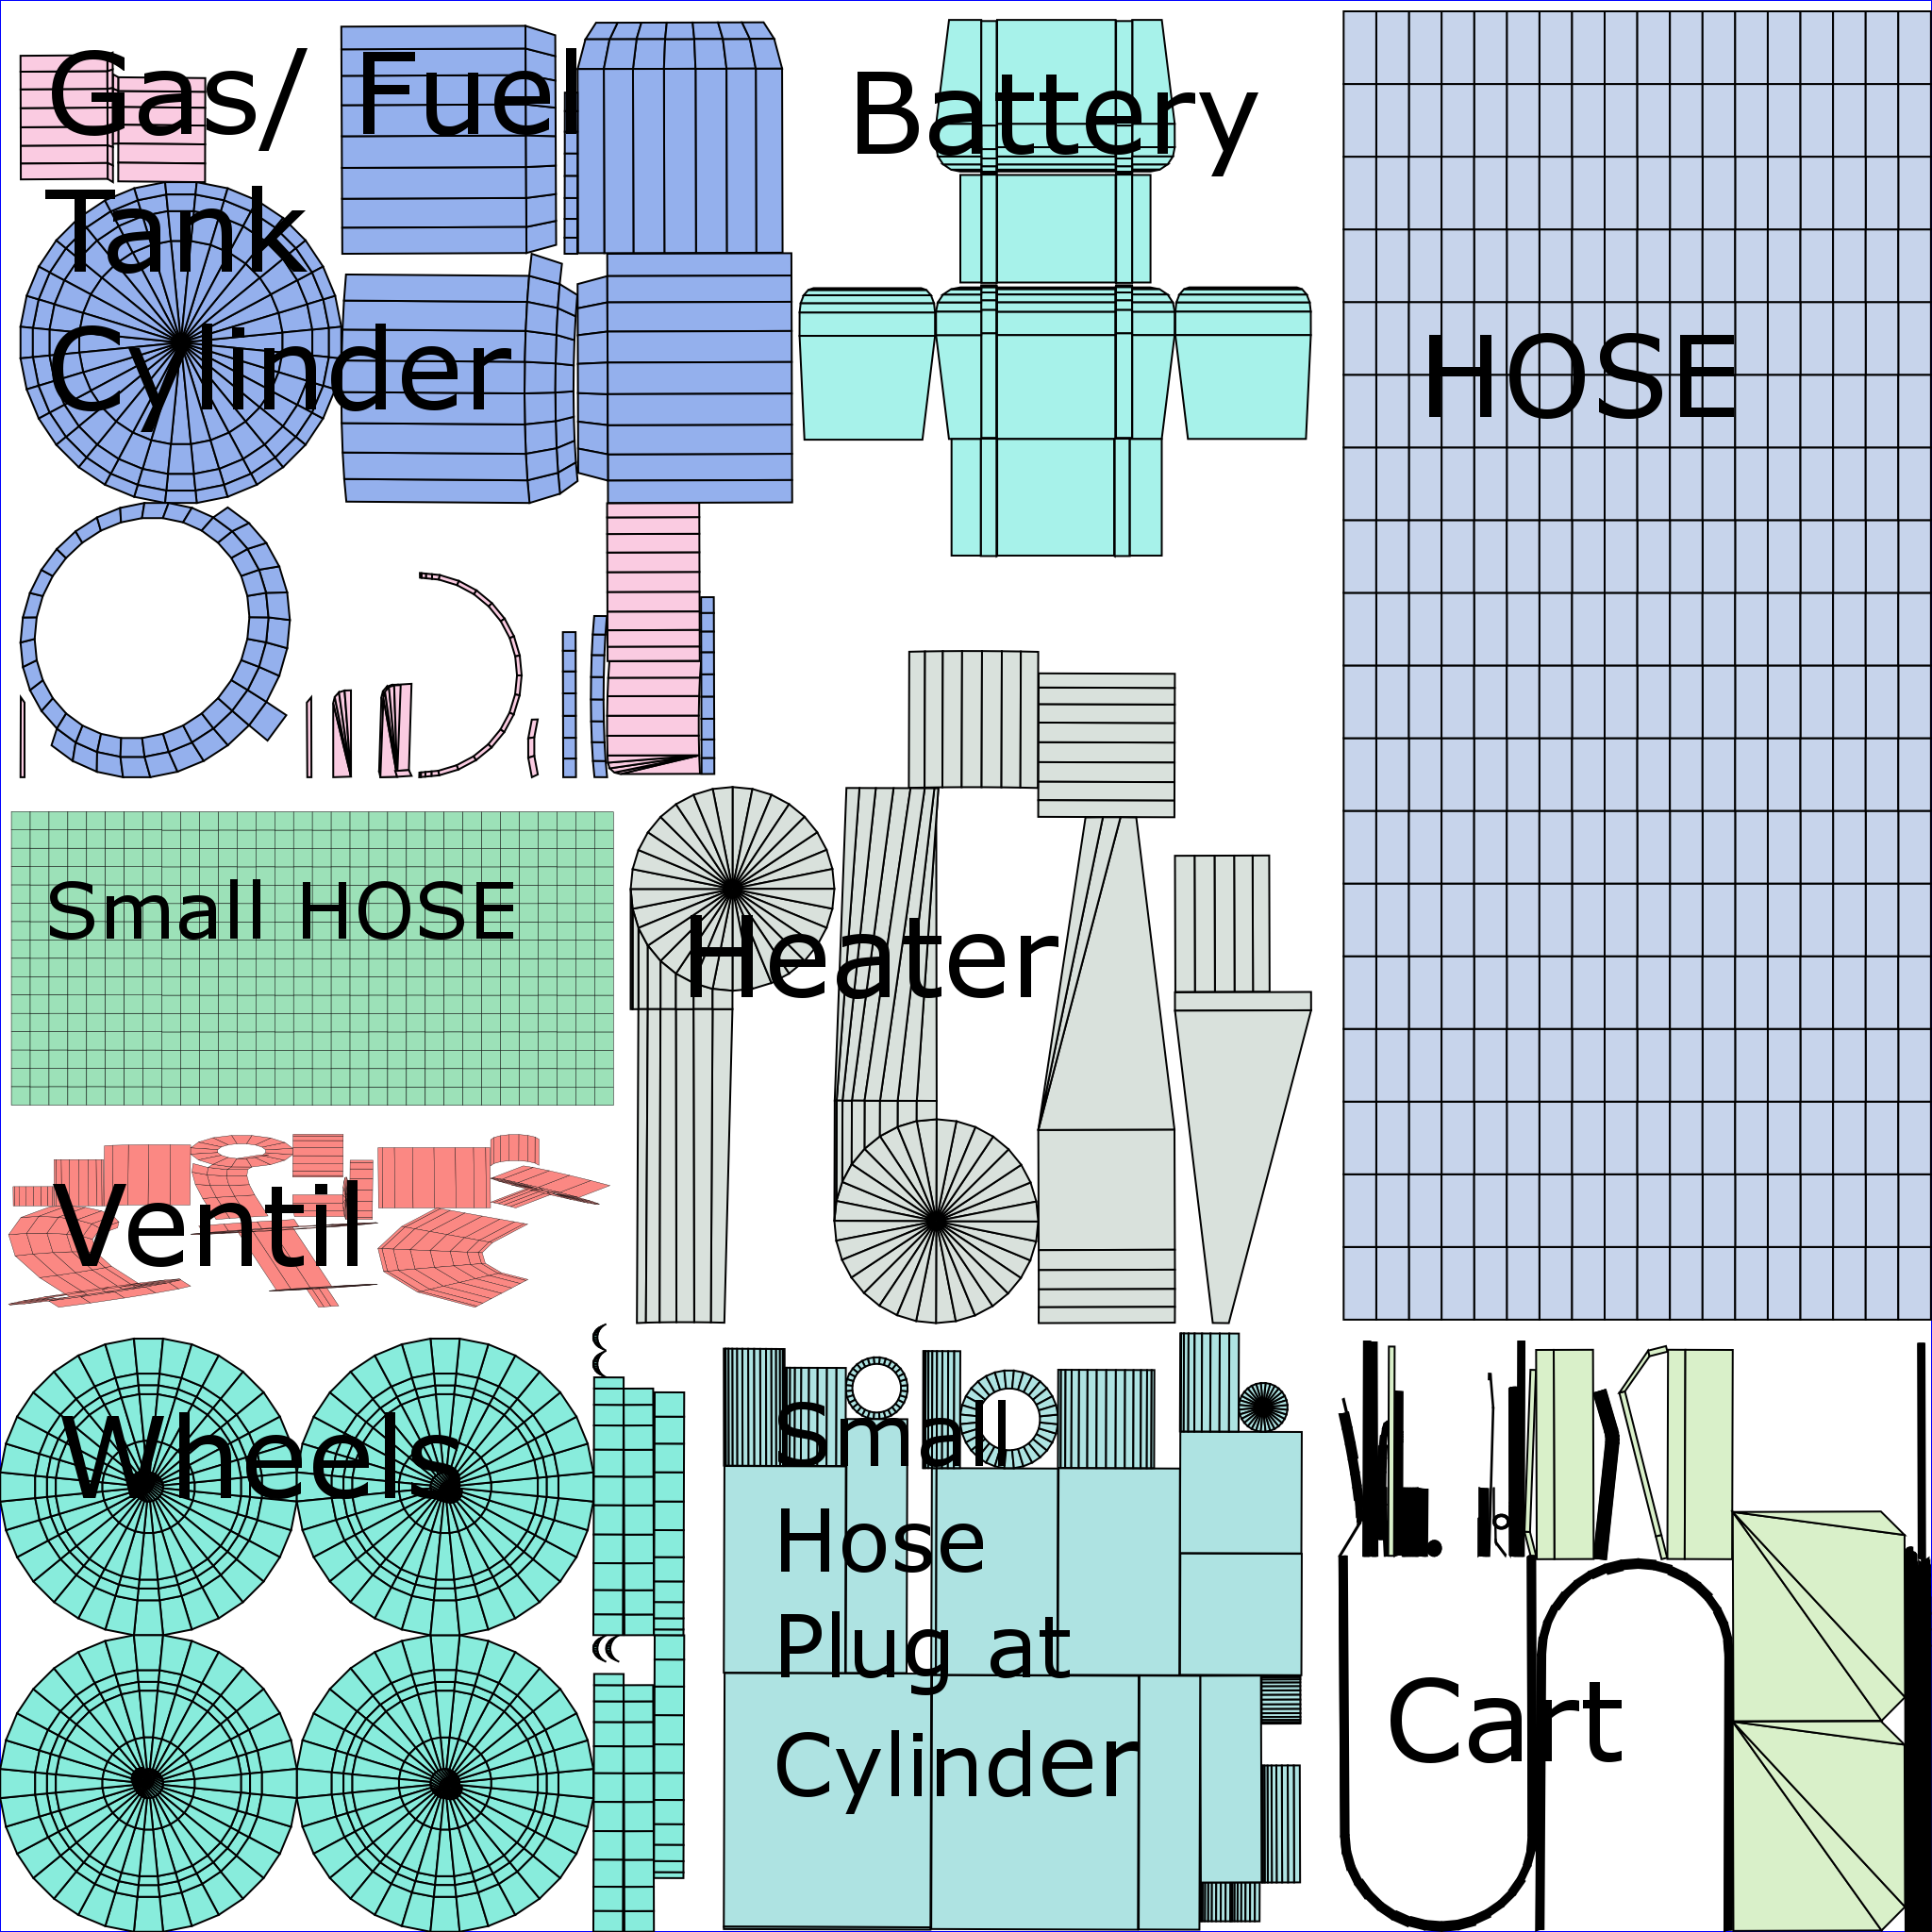 Gas/ Fuel
Tank
Cylinder
Battery
HOSE
Small HOSE
Heater
Ventil
Wheels
Small
Hose
Plug at
Cylinder
Cart